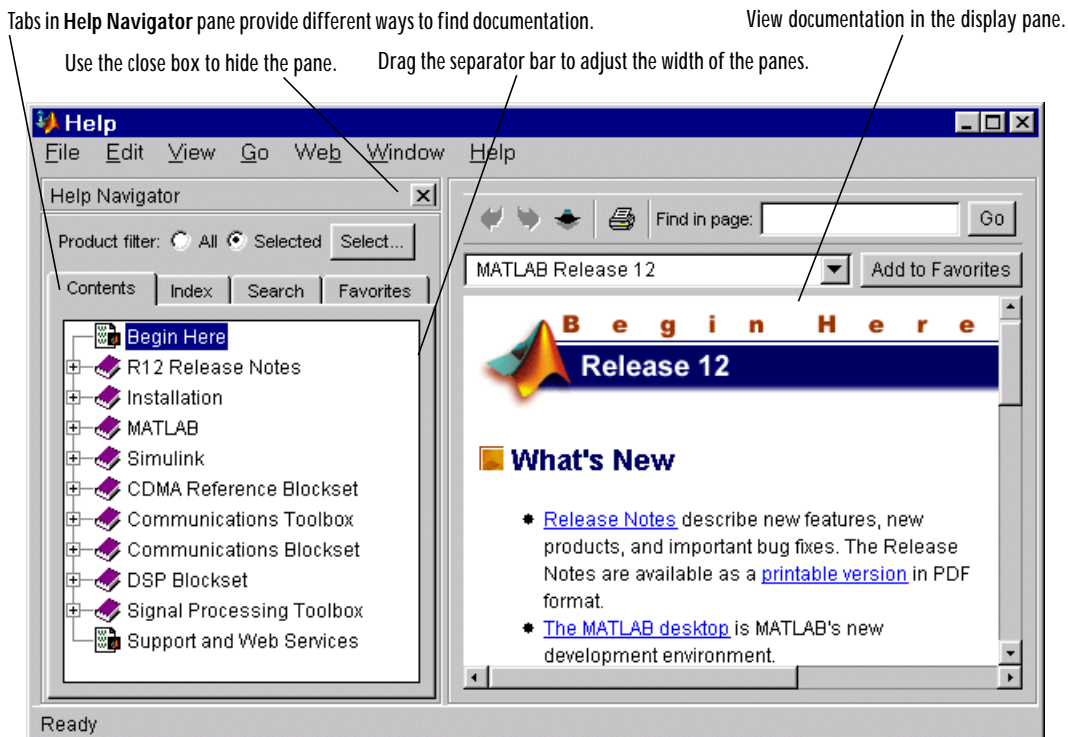 Tabs in Help Navigator pane provide different ways to find documentation.
View documentation in the display pane.
Use the close box to hide the pane.
Drag the separator bar to adjust the width of the panes.
Help
File Edit View Go Web Window Help
Help Navigator
Product filter: All Selected Select...
Contents Index Search Favorites
Begin Here
R12 Release Notes
Installation
MATLAB
Simulink
CDMA Reference Blockset
Communications Toolbox
Communications Blockset
DSP Blockset
Signal Processing Toolbox
Support and Web Services
Find in page: Go
MATLAB Release 12 Add to Favorites
Begin Here
Release 12
What's New
Release Notes describe new features, new
products, and important bug fixes. The Release
Notes are available as a printable version in PDF
format.
The MATLAB desktop is MATLAB's new
development environment.
Ready